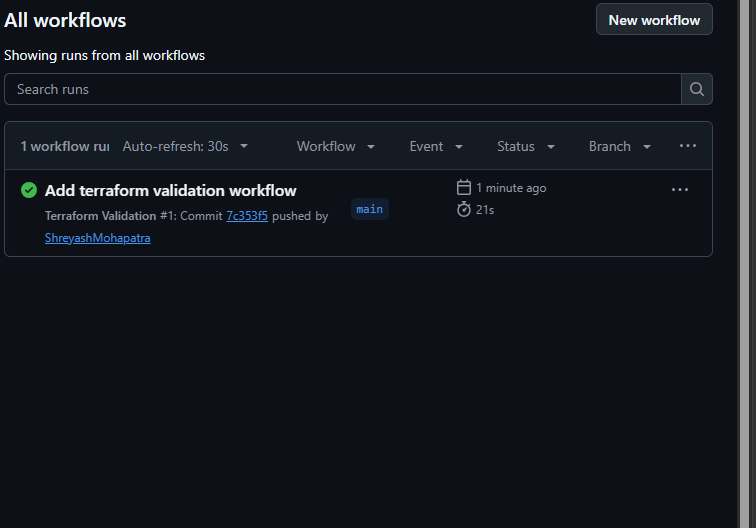 All workflows
New workflow
Showing runs from all workflows
Search runs
1 workflow Auto-refresh: 30s Workflow Event Status Branch
Add terraform validation workflow
Terraform Validation #1: Commit 7c353f5 pushed by
ShreyashMohapatra
main
1 minute ago
21s